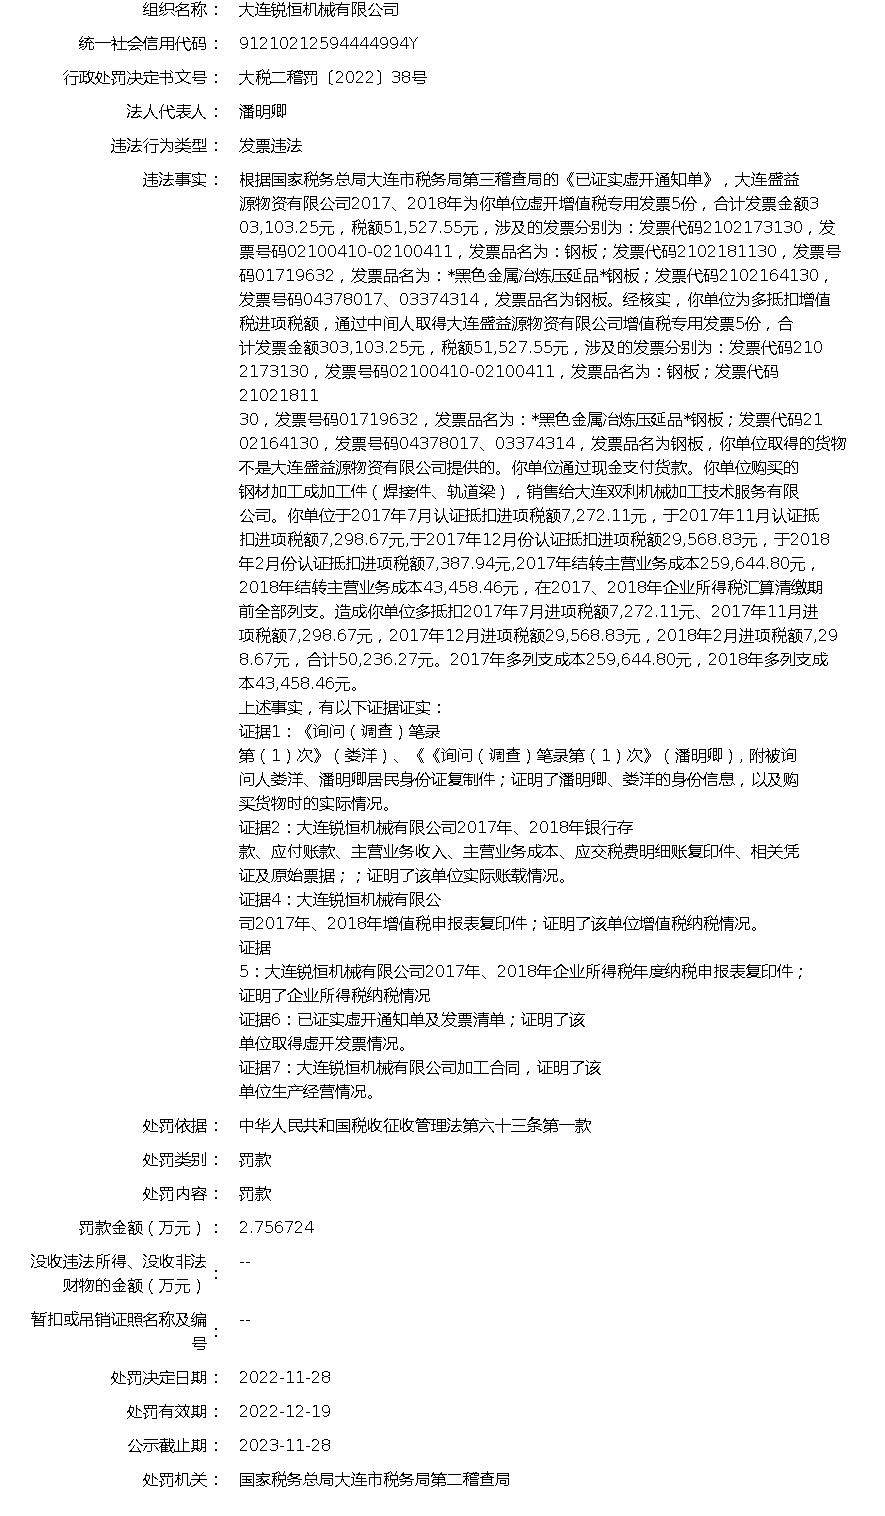 组织名称： 大连锐恒机械有限公司
统一社会信用代码： 91210212594444994Y
行政处罚决定书文号： 大税二稽罚〔2022〕38号
法人代表人： 潘明卿
违法行为类型： 发票违法
违法事实： 根据国家税务总局大连市税务局第三稽查局的《已证实虚开通知单》，大连盛益
源物资有限公司2017、2018年为你单位虚开增值税专用发票5份，合计发票金额3
03,103.25元，税额51,527.55元，涉及的发票分别为：发票代码2102173130，发
票号码02100410-02100411，发票品名为：钢板；发票代码2102181130，发票号
码01719632，发票品名为：*黑色金属冶炼压延品*钢板；发票代码2102164130，
发票号码04378017、03374314，发票品名为钢板。经核实，你单位为多抵扣增值
税进项税额，通过中间人取得大连盛益源物资有限公司增值税专用发票5份，合
计发票金额303,103.25元，税额51,527.55元，涉及的发票分别为：发票代码210
2173130，发票号码02100410-02100411，发票品名为：钢板；发票代码
21021811
30，发票号码01719632，发票品名为：*黑色金属冶炼压延品*钢板；发票代码21
02164130，发票号码04378017、03374314，发票品名为钢板，你单位取得的货物
不是大连盛益源物资有限公司提供的。你单位通过现金支付货款。你单位购买的
钢材加工成加工件（焊接件、轨道梁），销售给大连双利机械加工技术服务有限
公司。你单位于2017年7月认证抵扣进项税额7,272.11元，于2017年11月认证抵
扣进项税额7,298.67元,于2017年12月份认证抵扣进项税额29,568.83元，于2018
年2月份认证抵扣进项税额7,387.94元,2017年结转主营业务成本259,644.80元，
2018年结转主营业务成本43,458.46元，在2017、2018年企业所得税汇算清缴期
前全部列支。造成你单位多抵扣2017年7月进项税额7,272.11元、2017年11月进
项税额7,298.67元，2017年12月进项税额29,568.83元，2018年2月进项税额7,29
8.67元，合计50,236.27元。2017年多列支成本259,644.80元，2018年多列支成
本43,458.46元。
上述事实，有以下证据证实：
证据1：《询问（调查）笔录
第（1）次》（娄洋）、《《询问（调查）笔录第（1）次》（潘明卿），附被询
问人娄洋、潘明卿居民身份证复制件；证明了潘明卿、娄洋的身份信息，以及购
买货物时的实际情况。
证据2：大连锐恒机械有限公司2017年、2018年银行存
款、应付账款、主营业务收入、主营业务成本、应交税费明细账复印件、相关凭
证及原始票据；；证明了该单位实际账载情况。
证据4：大连锐恒机械有限公
司2017年、2018年增值税申报表复印件；证明了该单位增值税纳税情况。
证据
5：大连锐恒机械有限公司2017年、2018年企业所得税年度纳税申报表复印件；
证明了企业所得税纳税情况
证据6：已证实虚开通知单及发票清单；证明了该
单位取得虚开发票情况。
证据7：大连锐恒机械有限公司加工合同，证明了该
单位生产经营情况。
处罚依据： 中华人民共和国税收征收管理法第六十三条第一款
处罚类别： 罚款
处罚内容： 罚款
罚款金额（万元）： 2.756724
没收违法所得、没收非法
财物的金额（万元）： --
暂扣或吊销证照名称及编
号： --
处罚决定日期： 2022-11-28
处罚有效期： 2022-12-19
公示截止期： 2023-11-28
处罚机关： 国家税务总局大连市税务局第二稽查局